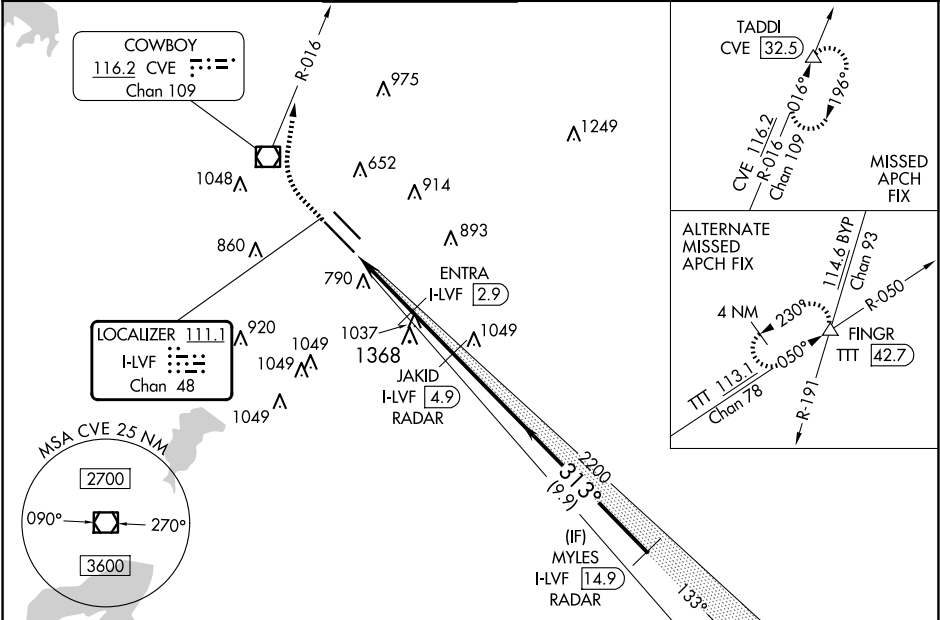 COWBOY
116.2 CVE
Chan 109
R-016
975
1249
652
1048
914
893
860
790
ENTRA
I-LVF 2.9
LOCALIZER 111.1
I-LVF
Chan 48
920
1049
1049
1049
1037
1368
1049
JAKID
I-LVF 4.9
RADAR
2200
313°
(9.9)
(IF)
MYLES
I-LVF 14.9
RADAR
133°
MSA CVE 25 NM
2700
090°
270°
3600
TADDI
CVE 32.5
016°
196°
CVE 116.2
R-016
Chan 109
MISSED
APCH
FIX
ALTERNATE
MISSED
APCH FIX
114.6 BYP
Chan 93
R-050
4 NM
230°
050°
FINGR
TTT 42.7
TTT 113.1
Chan 78
R-191